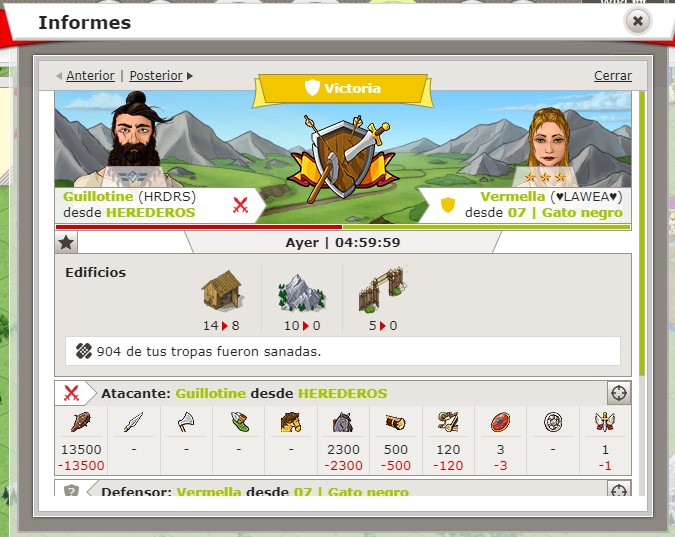 Informes
Anterior | Posterior
Cerrar
Victoria
Guillotine (HRDRS)
desde HEREDEROS
Vermella (♥LAWEA♥)
desde 07 | Gato negro
Ayer | 04:59:59
Edificios
14 8
10 0
5 0
904 de tus tropas fueron sanadas.
Atacante: Guillotine desde HEREDEROS
13500 - - - - 2300 500 120 3 - 1
-13500 -2300 -500 -120 -3 -1
Defensor: Vermella desde 07 | Gato negro